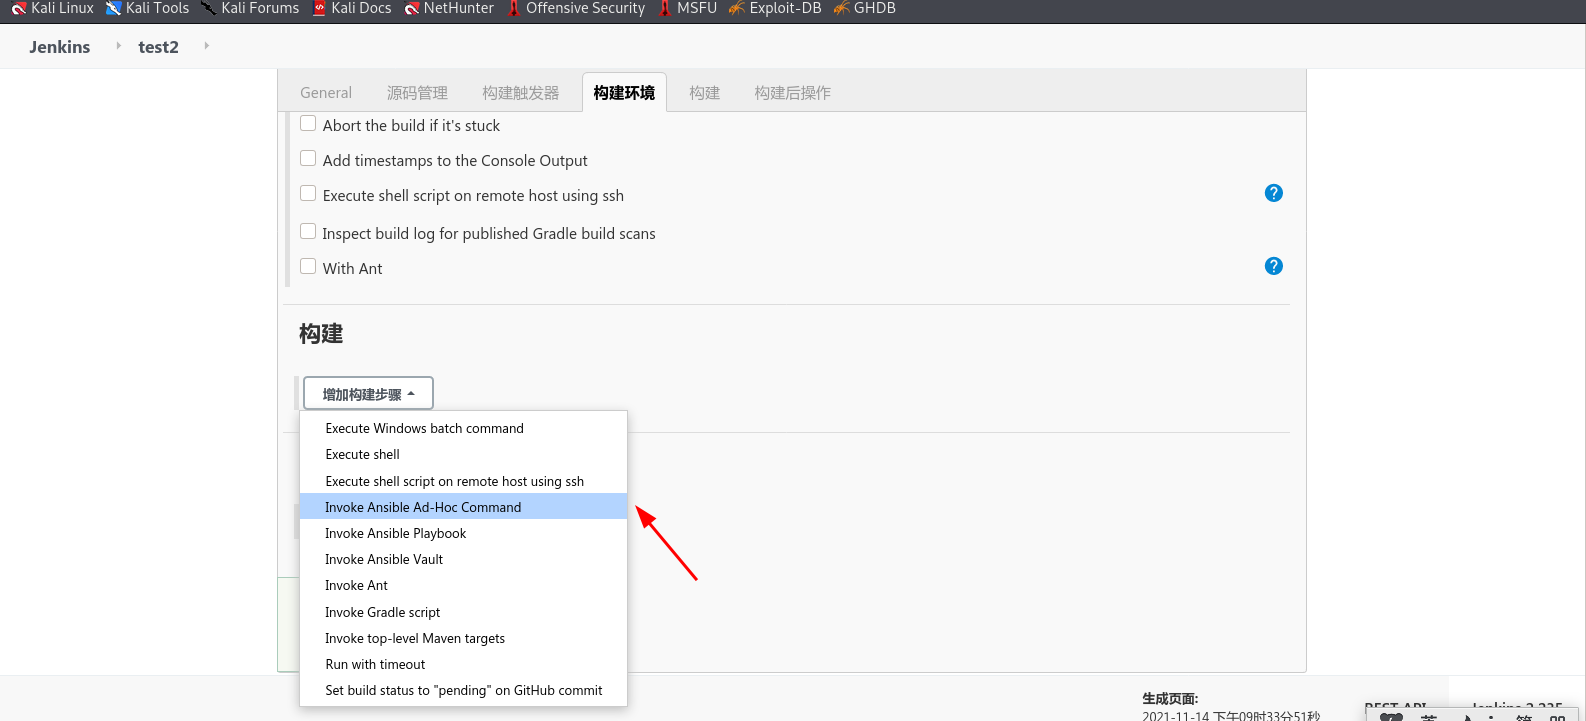 Kali Linux Kali Tools Kali Forums Kali Docs NetHunter Offensive Security MSFU Exploit-DB GHDB
Jenkins test2
General 源码管理 构建触发器 构建环境 构建 构建后操作
Abort the build if it's stuck
Add timestamps to the Console Output
Execute shell script on remote host using ssh
Inspect build log for published Gradle build scans
With Ant
构建
增加构建步骤
Execute Windows batch command
Execute shell
Execute shell script on remote host using ssh
Invoke Ansible Ad-Hoc Command
Invoke Ansible Playbook
Invoke Ansible Vault
Invoke Ant
Invoke Gradle script
Invoke top-level Maven targets
Run with timeout
Set build status to "pending" on GitHub commit
生成页面:
2021-11-14 下午09时33分51秒
REST API
Jenkins 2.235